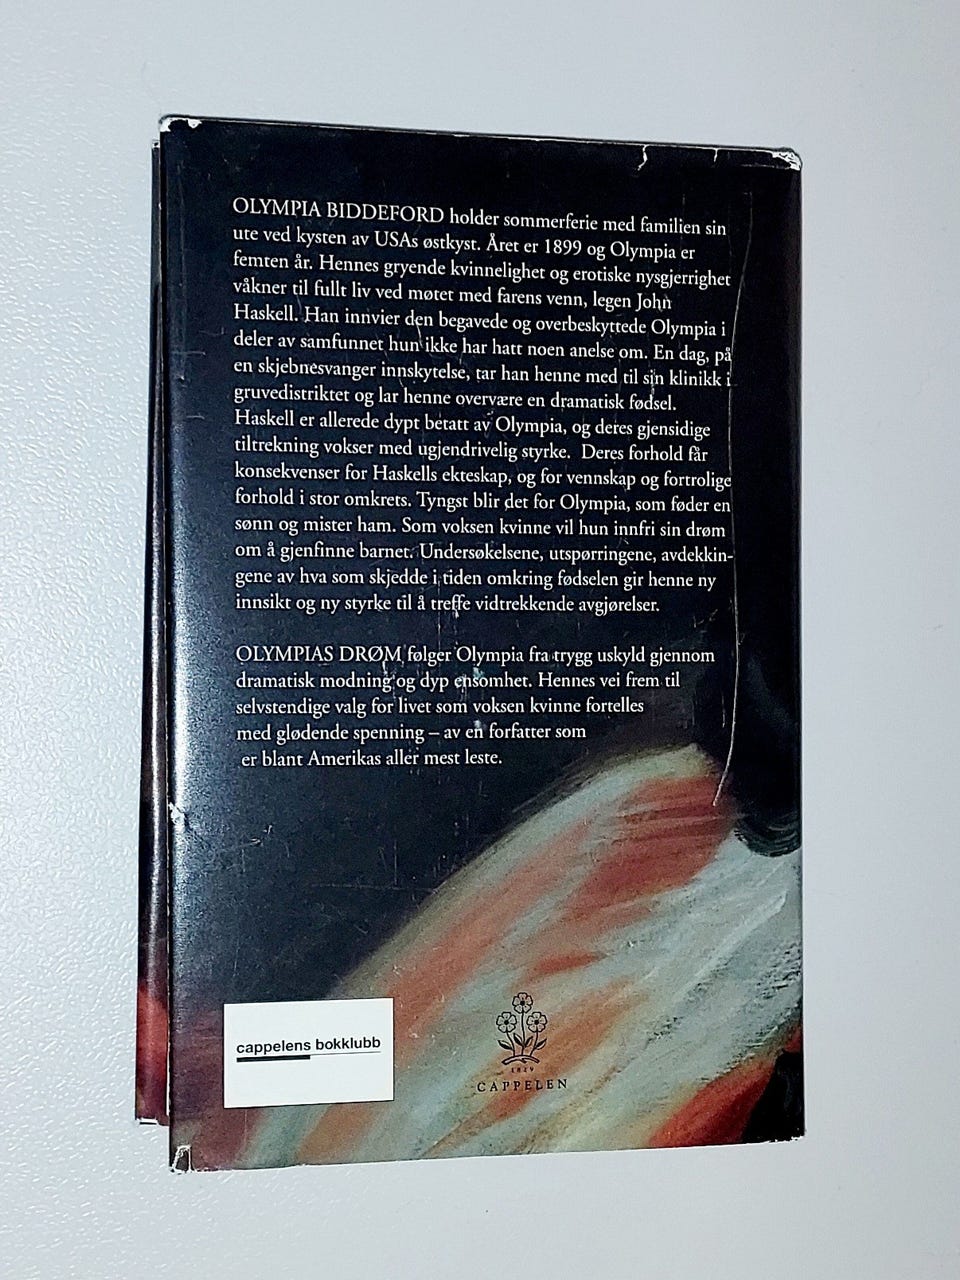 OLYMPIA BIDDEFORD holder sommerferie med familien sin
ute ved kysten av USAs østkyst. Året er 1899 og Olympia er
femten år. Hennes gryende kvinnelighet og erotiske nysgjerrighet
våkner til fullt liv ved møtet med farens venn, legen John
Haskell. Han innvier den begavede og overbeskyttede Olympia i
deler av samfunnet hun ikke har hatt noen anelse om. En dag, på
en skjebnesvanger innskytelse, tar han henne med til sin klinikk i
gruvedistriktet og lar henne overvære en dramatisk fødsel.
Haskell er allerede dypt betatt av Olympia, og deres gjensidige
tiltrekning vokser med ugjendrivelig styrke. Deres forhold får
konsekvenser for Haskells ekteskap, og for vennskap og fortrolige
forhold i stor omkrets. Tyngst blir det for Olympia, som føder en
sønn og mister ham. Som voksen kvinne vil hun innfri sin drøm
om å gjenfinne barnet. Undersøkelsene, utspørringene, avdekkin-
gene av hva som skjedde i tiden omkring fødselen gir henne ny
innsikt og ny styrke til å treffe vidtrekkende avgjørelser.
OLYMPIAS DRØM følger Olympia fra trygg uskyld gjennom
dramatisk modning og dyp ensomhet. Hennes vei frem til
selvstendige valg for livet som voksen kvinne fortelles
med glødende spenning – av en forfatter som
er blant Amerikas aller mest leste.
cappelens bokklubb
1829
CAPPELEN